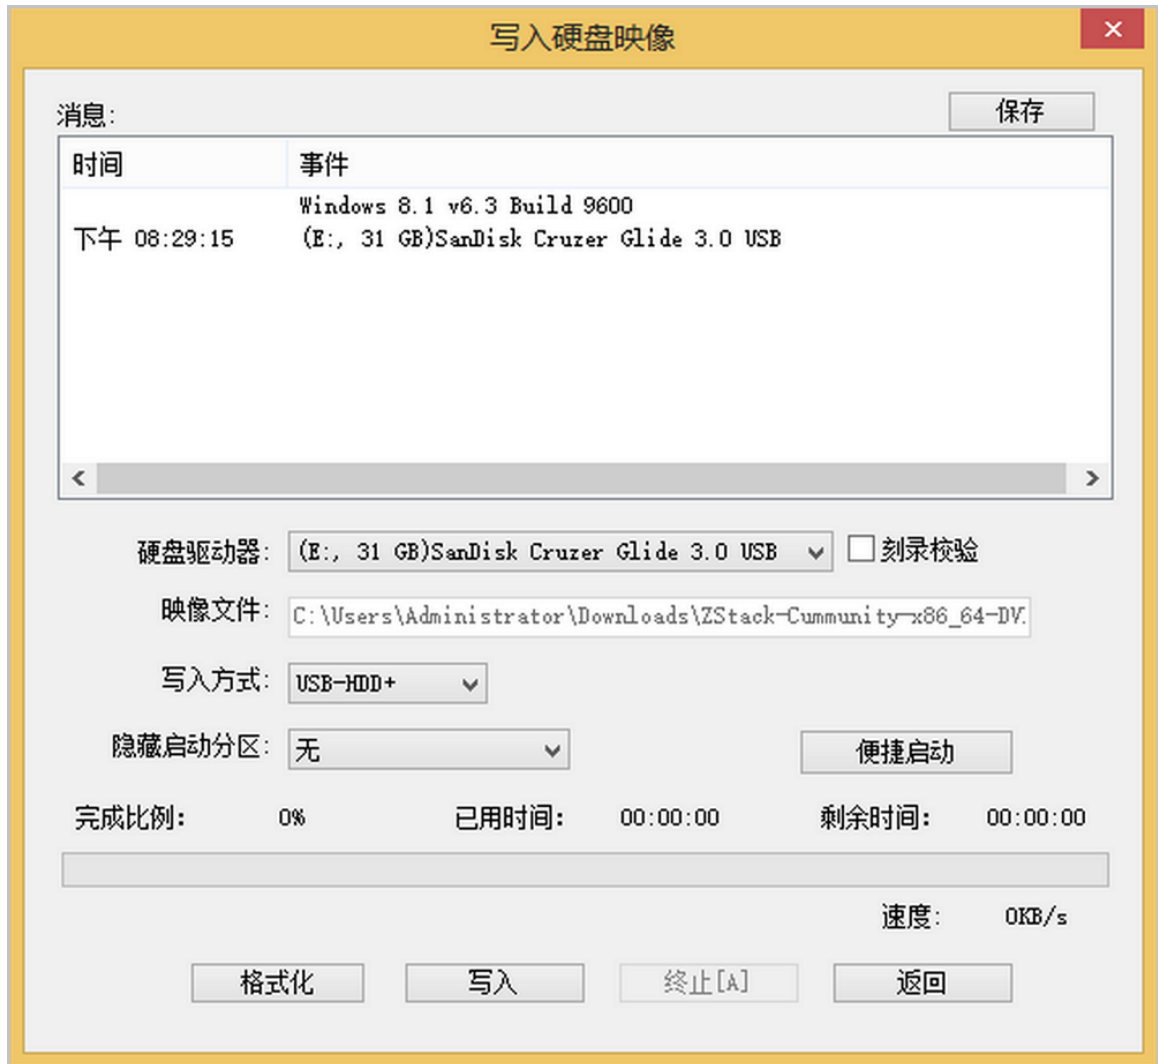 写入硬盘映像
消息:
保存
时间 事件
Windows 8.1 v6.3 Build 9600
下午 08:29:15 (E:, 31 GB)SanDisk Cruzer Glide 3.0 USB
硬盘驱动器: (E:, 31 GB)SanDisk Cruzer Glide 3.0 USB 刻录校验
映像文件: C:\Users\Administrator\Downloads\ZStack-Cummunity-x86_64-DV
写入方式: USB-HDD+
隐藏启动分区: 无 便捷启动
完成比例: 0% 已用时间: 00:00:00 剩余时间: 00:00:00
速度: 0KB/s
格式化 写入 终止[A] 返回